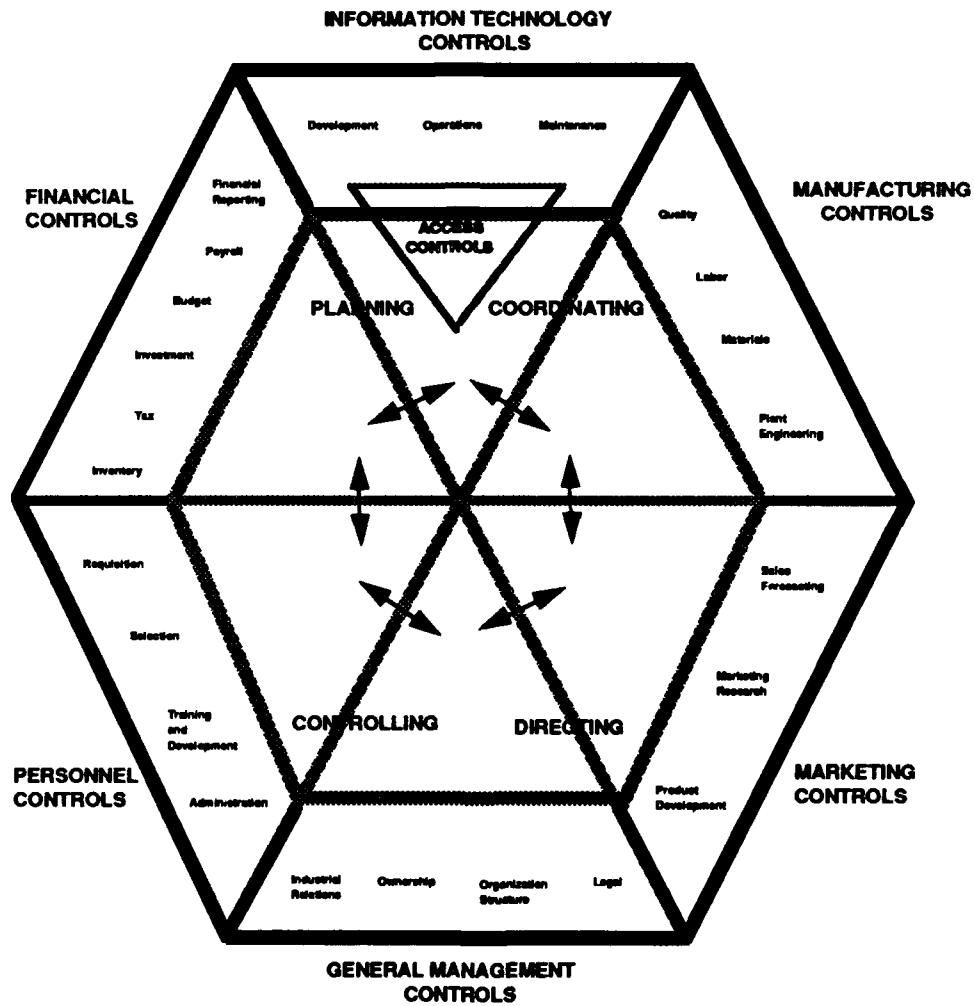 INFORMATION TECHNOLOGY
CONTROLS
Development
Operations
Maintenance
FINANCIAL
CONTROLS
Financial
Reporting
Payroll
Budget
Investment
Tax
Inventory
MANUFACTURING
CONTROLS
Quality
Labor
Materials
Plant
Engineering
ACCESS
CONTROLS
PLANNING
COORDINATING
CONTROLLING
DIRECTING
PERSONNEL
CONTROLS
Requisition
Selection
Training
and
Development
Administration
MARKETING
CONTROLS
Sales
Forecasting
Marketing
Research
Product
Development
Industrial
Relations
Ownership
Organization
Structure
Legal
GENERAL MANAGEMENT
CONTROLS